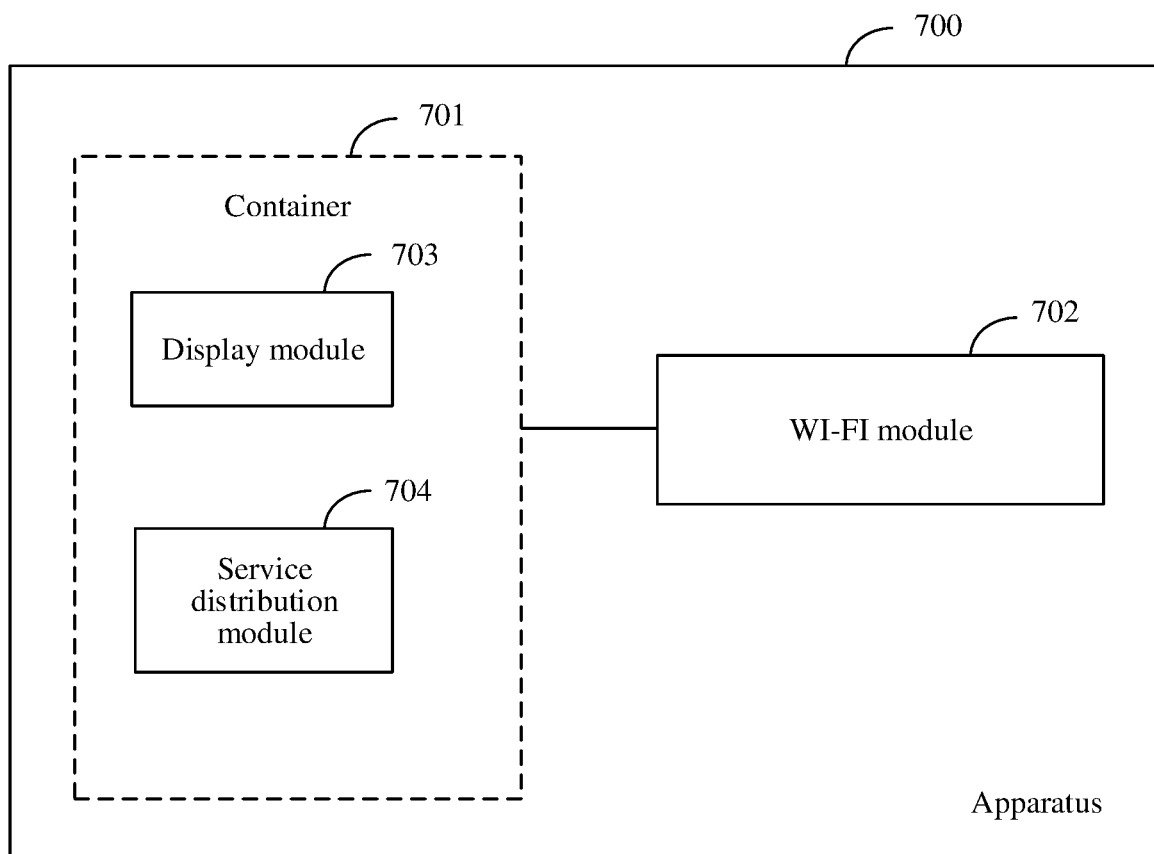 700
701
Container
703
Display module
702
WI-FI module
704
Service
distribution
module
Apparatus